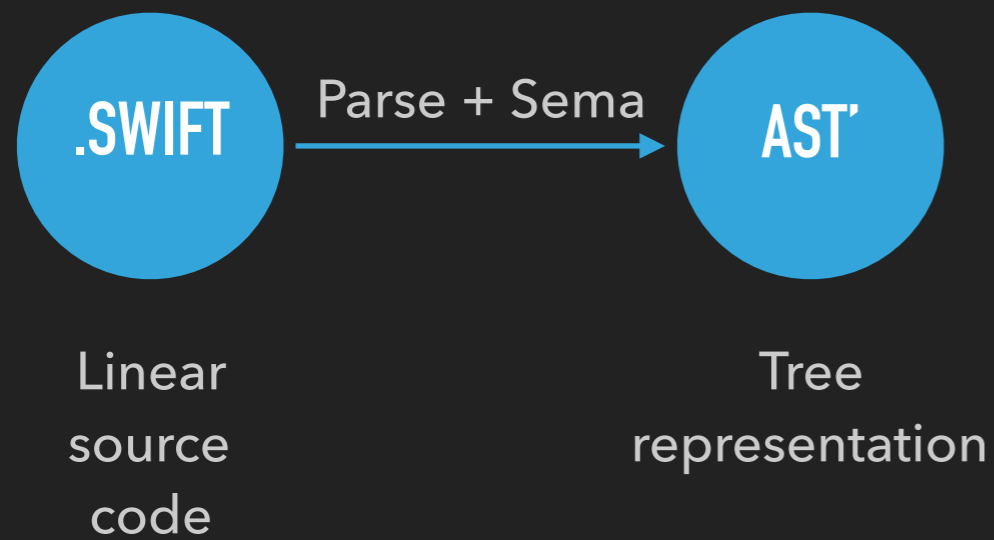 .SWIFT
Parse + Sema
AST’
Linear
source
code
Tree
representation